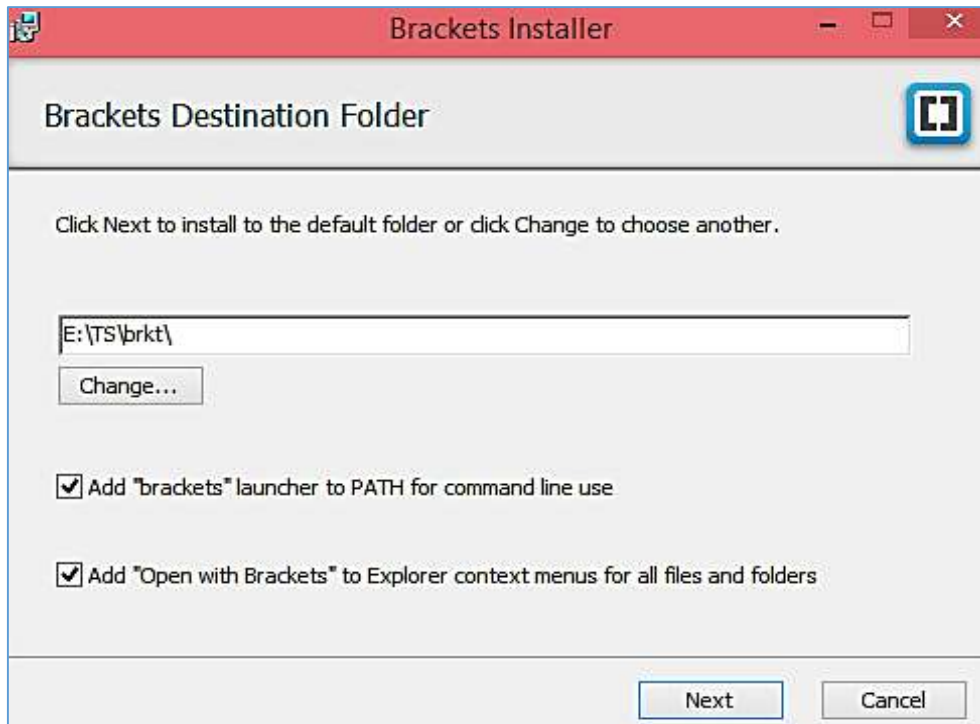 Brackets Installer
Brackets Destination Folder
Click Next to install to the default folder or click Change to choose another.
E:\TS\brkt\
Change...
Add "brackets" launcher to PATH for command line use
Add "Open with Brackets" to Explorer context menus for all files and folders
Next Cancel